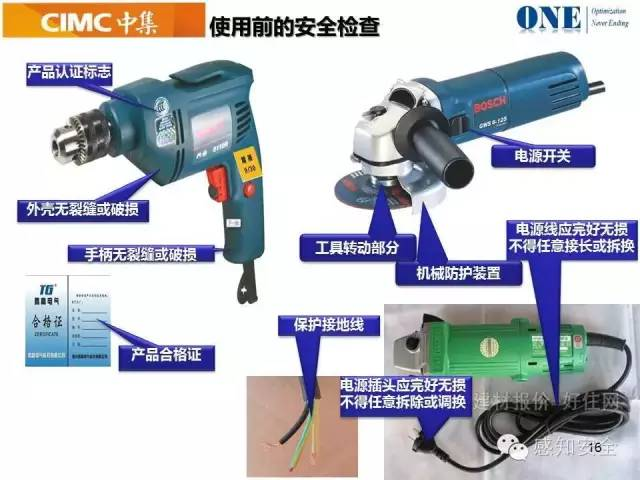 CIMC 中集
使用前的安全检查
ONE
Optimization
Never Ending
产品认证标志
BOSCH
GWS 6-125
电源开关
外壳无裂缝或破损
手柄无裂缝或破损
工具转动部分
机械防护装置
电源线应完好无损
不得任意接长或拆换
TG
合格证
CERTIFICATE
产品合格证
保护接地线
电源插头应完好无损
不得任意拆除或调换
建材报价 好住网
感知安全
16